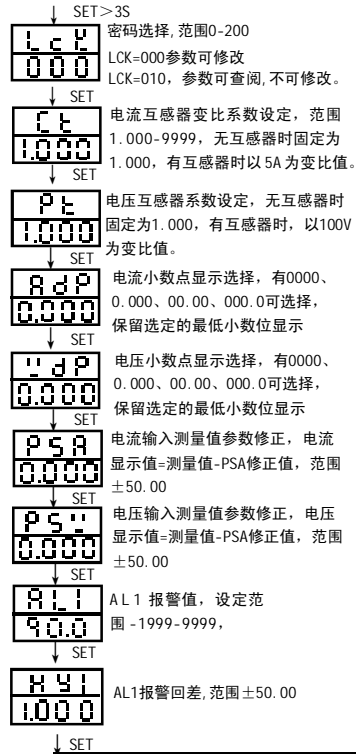 SET＞3S
LCK
000
密码选择,范围0-200
LCK=000参数可修改
LCK=010，参数可查阅,不可修改。
SET
Ct
1.000
电流互感器变比系数设定，范围
1.000-9999，无互感器时固定为
1.000，有互感器时以5A为变比值。
SET
Pt
1.000
电压互感器系数设定，无互感器时
固定为1.000，有互感器时，以100V
为变比值。
SET
AdP
0.000
电流小数点显示选择，有0000、
0.000、00.00、000.0可选择，
保留选定的最低小数位显示
SET
UdP
0.000
电压小数点显示选择，有0000、
0.000、00.00、000.0可选择，
保留选定的最低小数位显示
SET
PSA
0.000
电流输入测量值参数修正，电流
显示值=测量值-PSA修正值，范围
±50.00
SET
PSU
0.000
电压输入测量值参数修正，电压
显示值=测量值-PSA修正值，范围
±50.00
SET
AL1
90.0
AL1 报警值，设定范
围 -1999-9999，
SET
HY1
1.000
AL1报警回差,范围±50.00
SET